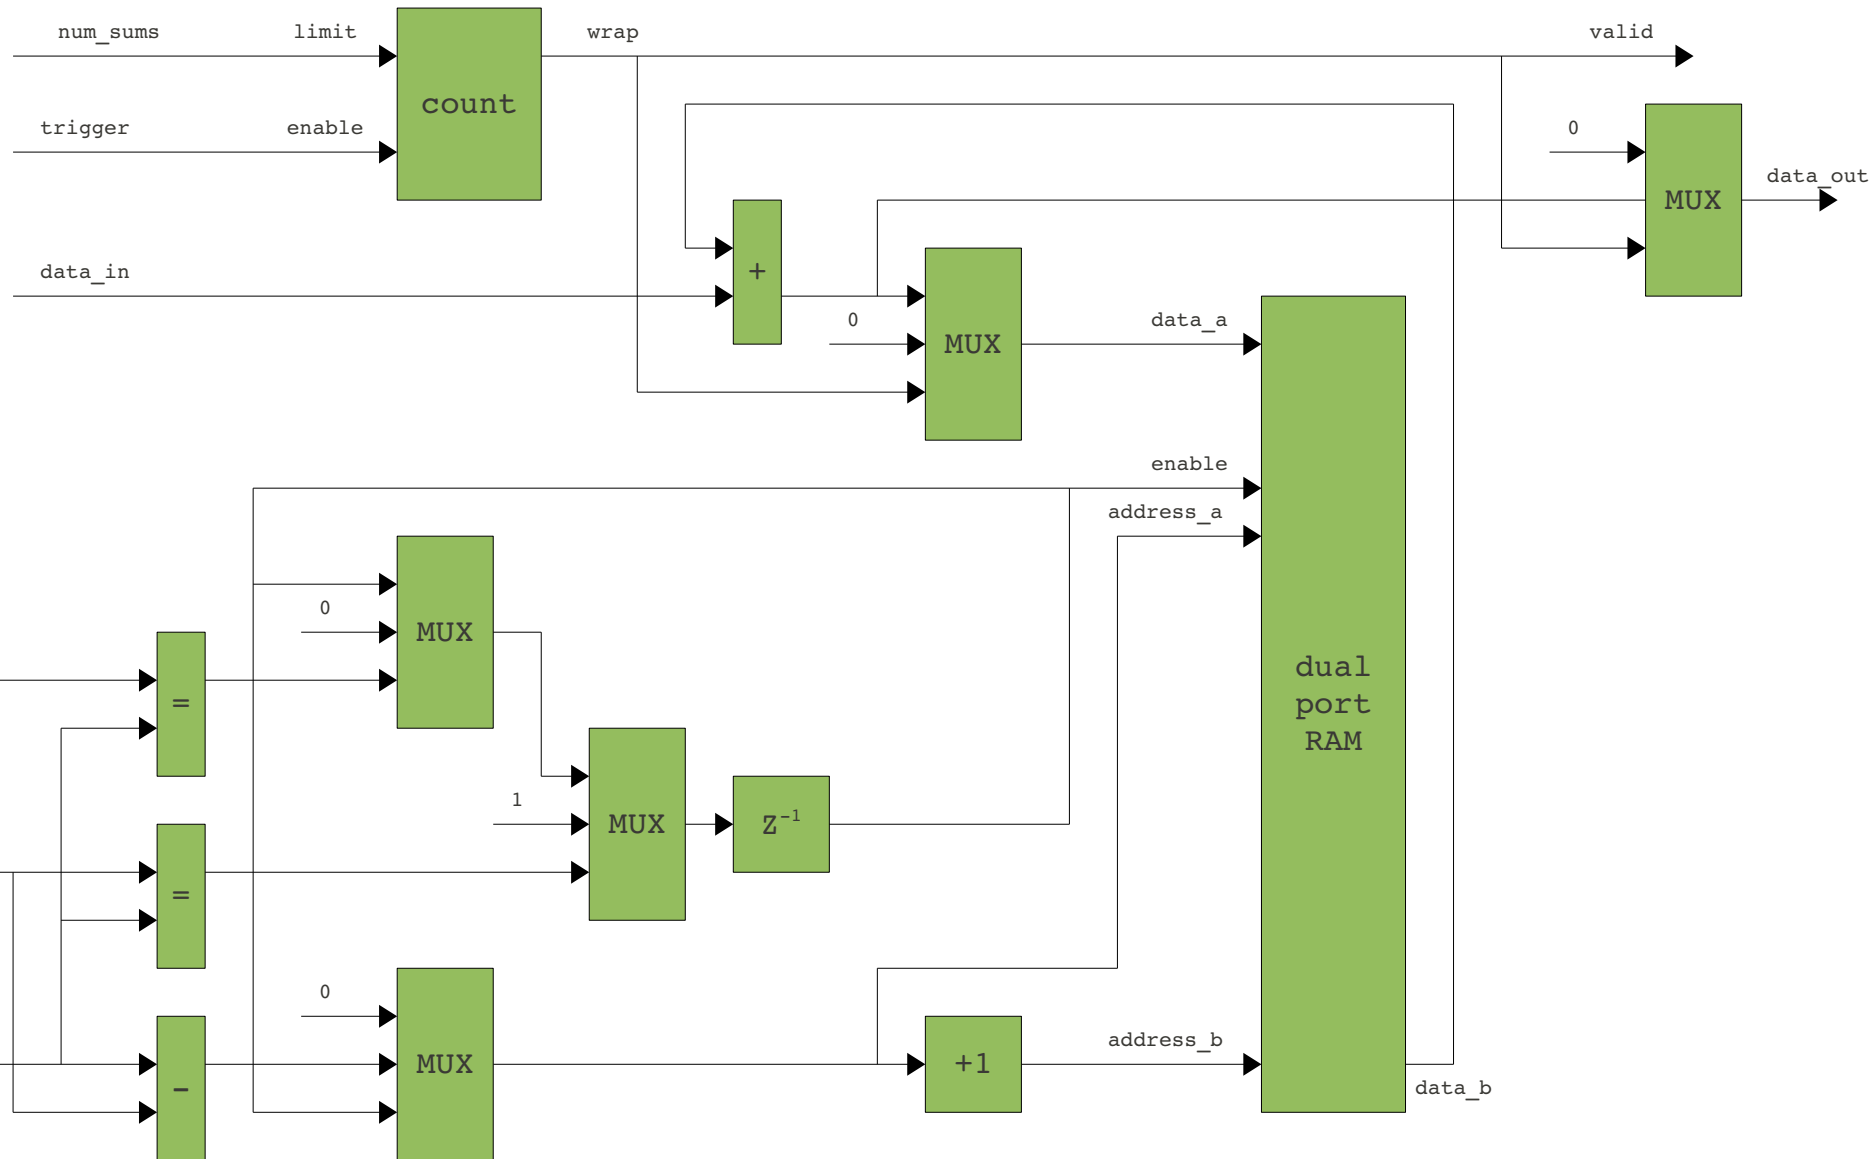 num_sums
limit
wrap
valid
count
trigger
enable
0
data_out
MUX
data_in
+
0
data_a
MUX
enable
address_a
0
MUX
=
dual
port
RAM
1
MUX
Z⁻¹
=
0
address_b
MUX
+1
-
data_b